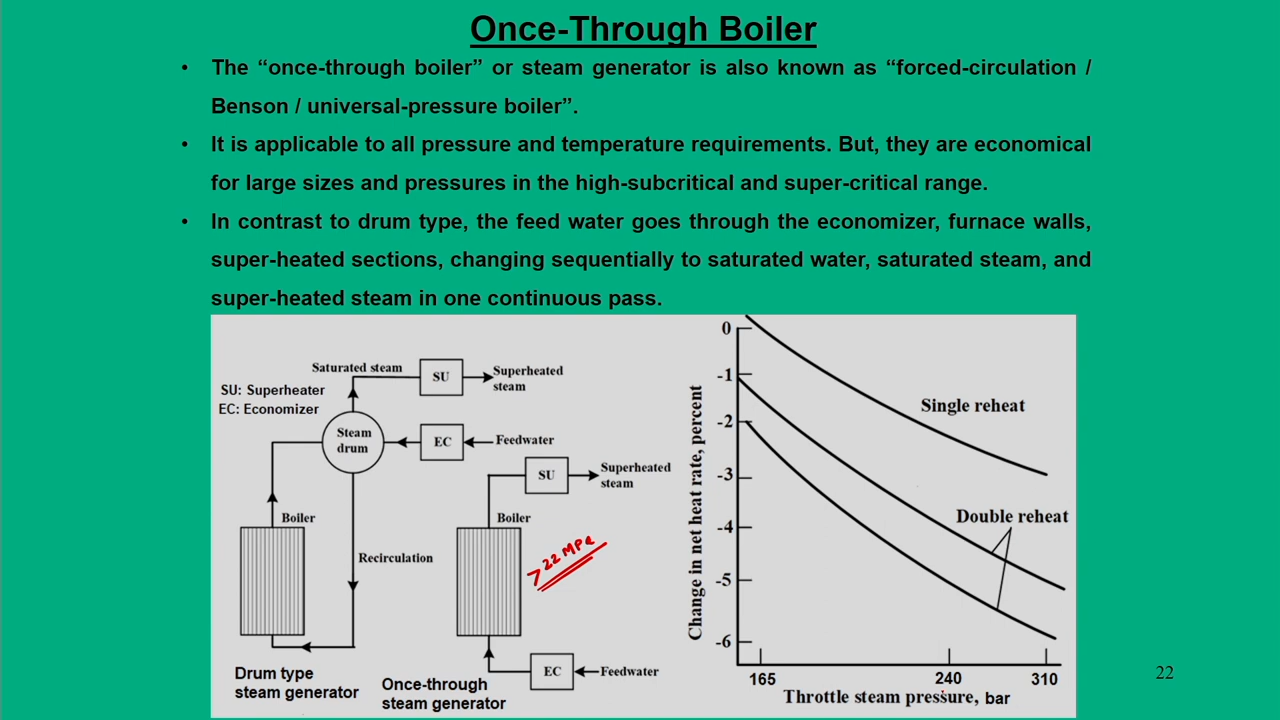 Once-Through Boiler
• The “once-through boiler” or steam generator is also known as “forced-circulation /
Benson / universal-pressure boiler”.
• It is applicable to all pressure and temperature requirements. But, they are economical
for large sizes and pressures in the high-subcritical and super-critical range.
• In contrast to drum type, the feed water goes through the economizer, furnace walls,
super-heated sections, changing sequentially to saturated water, saturated steam, and
super-heated steam in one continuous pass.
SU: Superheater
EC: Economizer
Saturated steam
SU
Superheated
steam
Steam
drum
EC
Feedwater
Boiler
Recirculation
Drum type
steam generator
SU
Superheated
steam
Boiler
>22 MPa
EC
Feedwater
Once-through
steam generator
Change in net heat rate, percent
0
-1
-2
-3
-4
-5
-6
Single reheat
Double reheat
165
240
310
Throttle steam pressure, bar
22